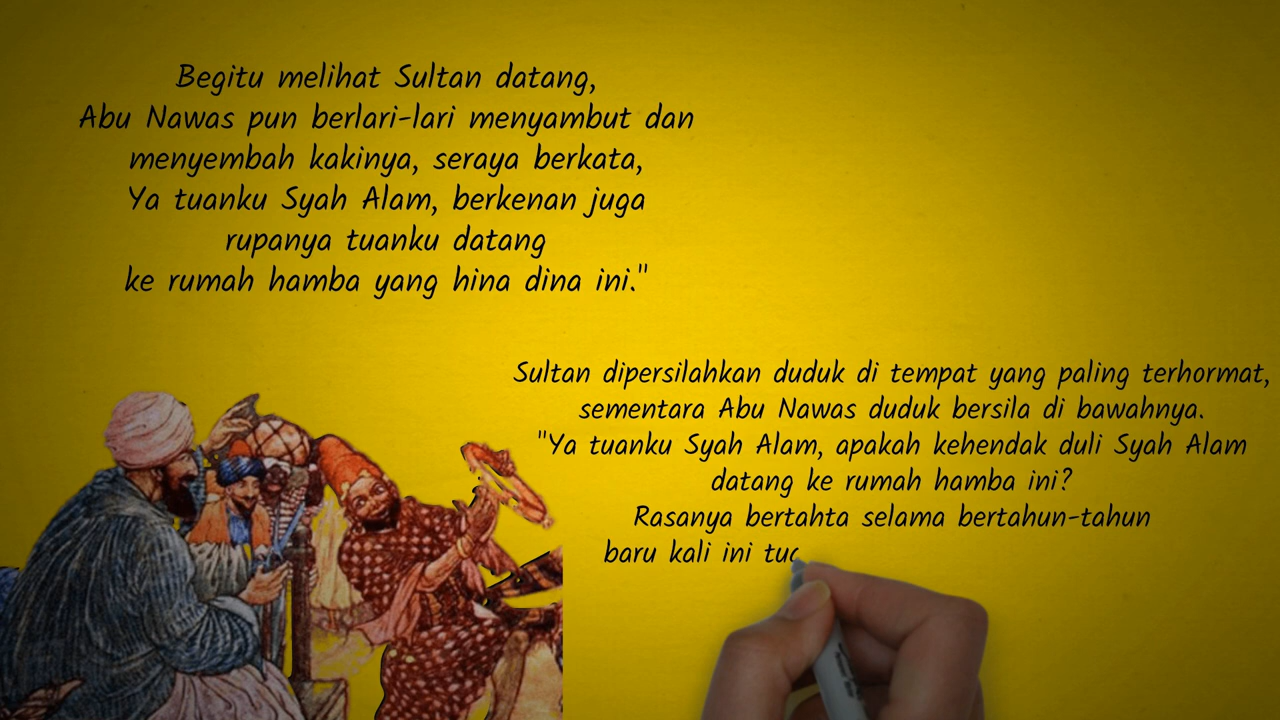 Begitu melihat Sultan datang,
Abu Nawas pun berlari-lari menyambut dan
menyembah kakinya, seraya berkata,
Ya tuanku Syah Alam, berkenan juga
rupanya tuanku datang
ke rumah hamba yang hina dina ini."
Sultan dipersilahkan duduk di tempat yang paling terhormat,
sementara Abu Nawas duduk bersila di bawahnya.
"Ya tuanku Syah Alam, apakah kehendak duli Syah Alam
datang ke rumah hamba ini?
Rasanya bertahta selama bertahun-tahun
baru kali ini